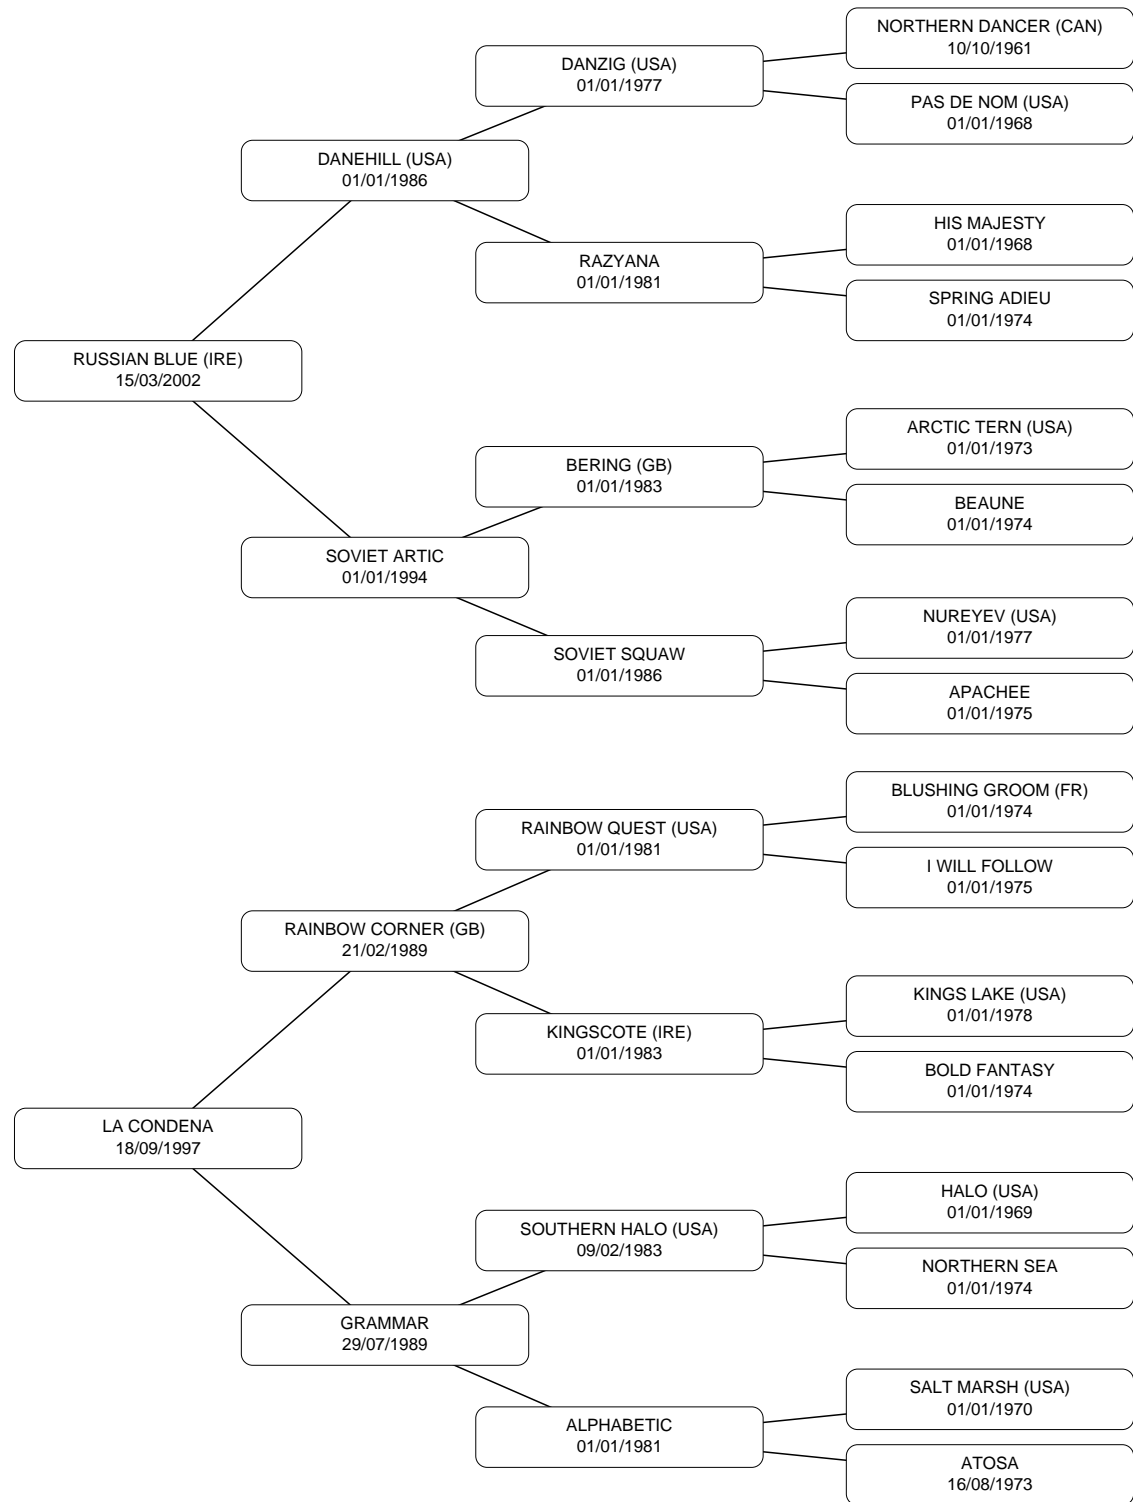 NORTHERN DANCER (CAN)
10/10/1961
DANZIG (USA)
01/01/1977
PAS DE NOM (USA)
01/01/1968
DANEHILL (USA)
01/01/1986
HIS MAJESTY
01/01/1968
RAZYANA
01/01/1981
SPRING ADIEU
01/01/1974
RUSSIAN BLUE (IRE)
15/03/2002
ARCTIC TERN (USA)
01/01/1973
BERING (GB)
01/01/1983
BEAUNE
01/01/1974
SOVIET ARTIC
01/01/1994
NUREYEV (USA)
01/01/1977
SOVIET SQUAW
01/01/1986
APACHEE
01/01/1975
BLUSHING GROOM (FR)
01/01/1974
RAINBOW QUEST (USA)
01/01/1981
I WILL FOLLOW
01/01/1975
RAINBOW CORNER (GB)
21/02/1989
KINGS LAKE (USA)
01/01/1978
KINGSCOTE (IRE)
01/01/1983
BOLD FANTASY
01/01/1974
LA CONDENA
18/09/1997
HALO (USA)
01/01/1969
SOUTHERN HALO (USA)
09/02/1983
NORTHERN SEA
01/01/1974
GRAMMAR
29/07/1989
SALT MARSH (USA)
01/01/1970
ALPHABETIC
01/01/1981
ATOSA
16/08/1973